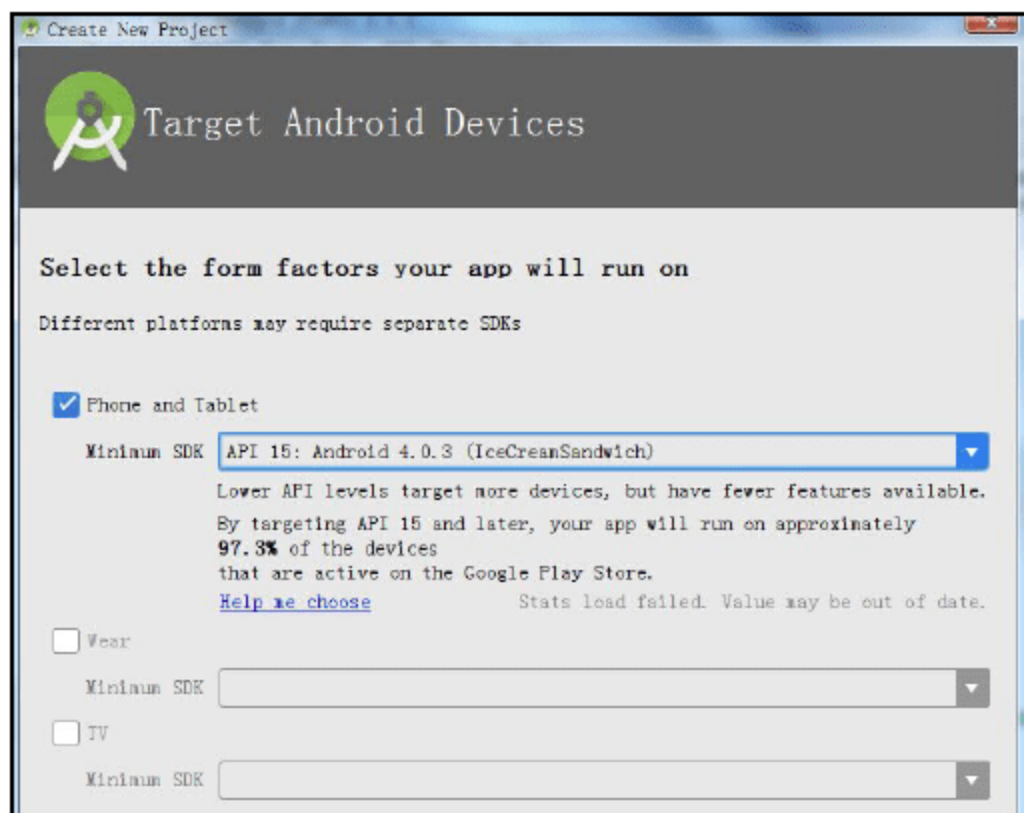 Create New Project
Target Android Devices
Select the form factors your app will run on
Different platforms may require separate SDKs
Phone and Tablet
Minimum SDK API 15: Android 4.0.3 (IceCreamSandwich)
Lower API levels target more devices, but have fewer features available.
By targeting API 15 and later, your app will run on approximately
97.3% of the devices
that are active on the Google Play Store.
Help me choose Stats load failed. Value may be out of date.
Wear
Minimum SDK
TV
Minimum SDK